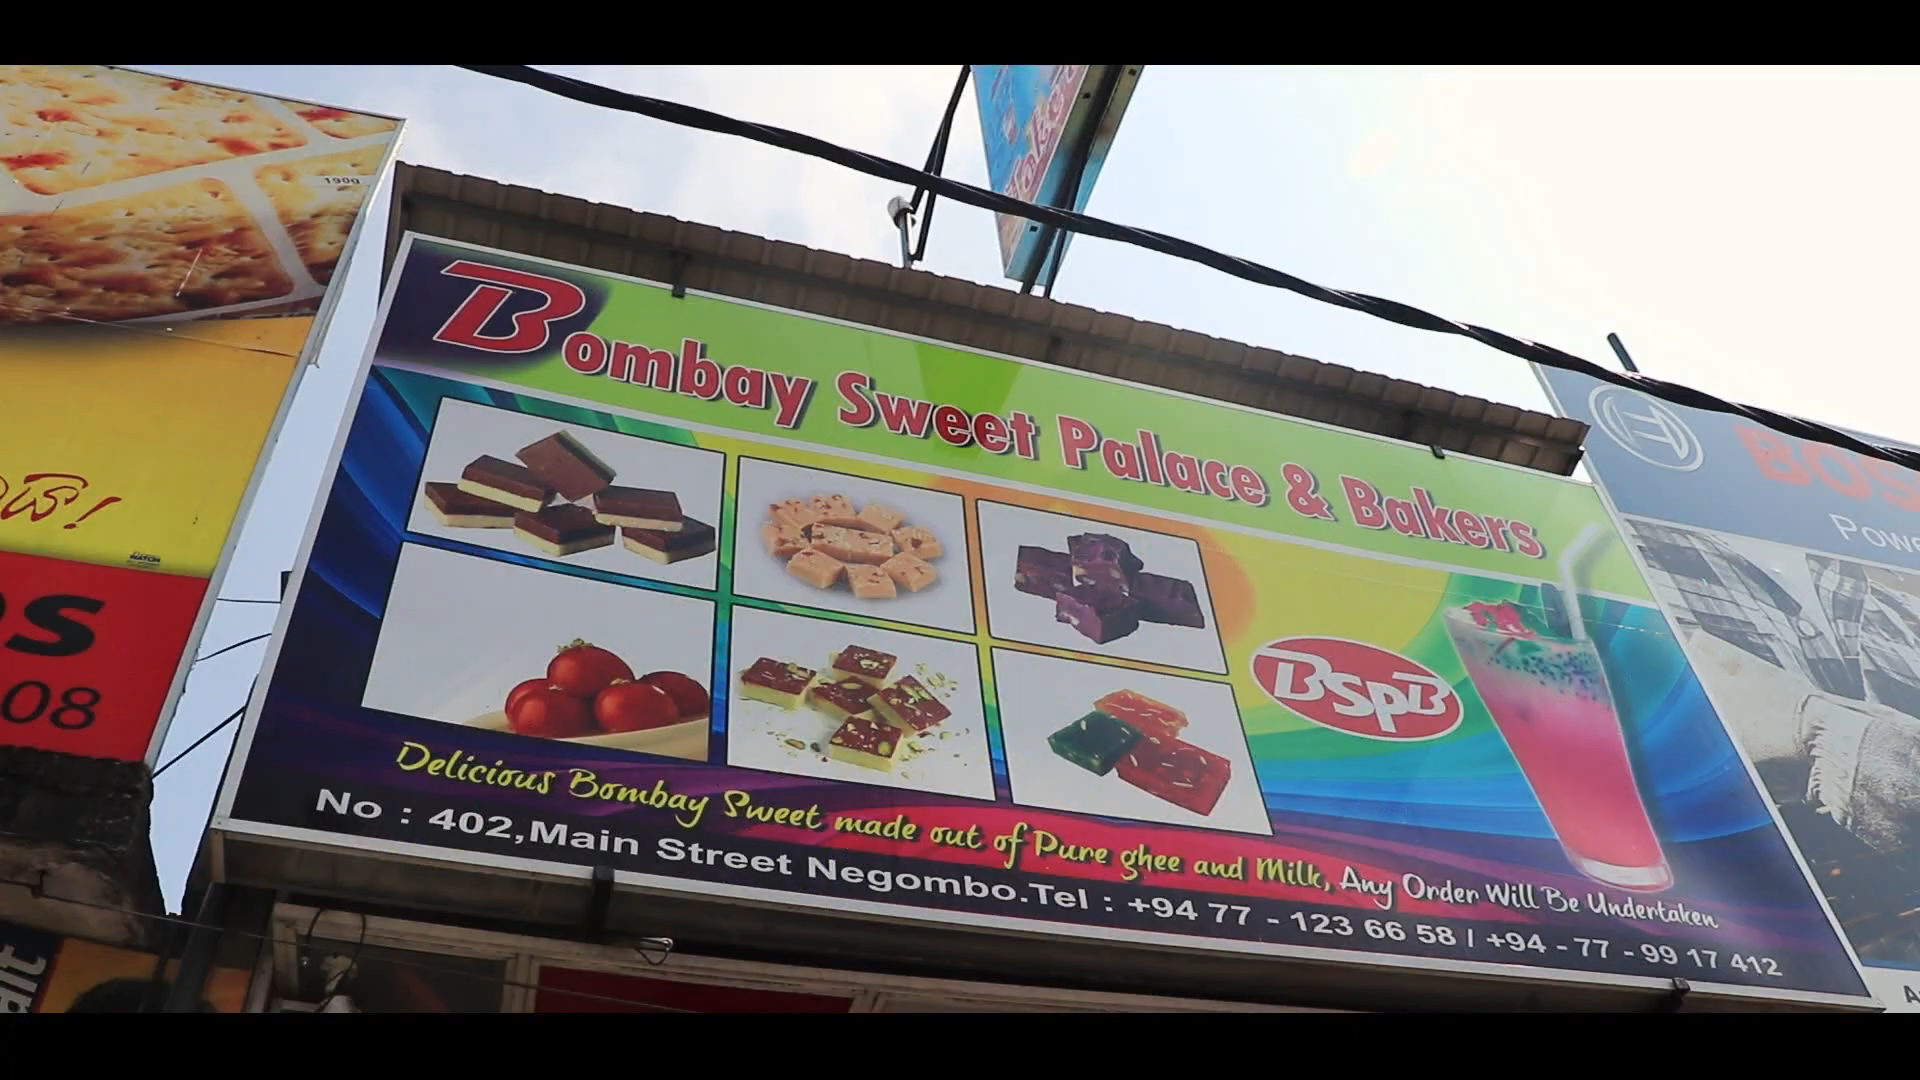 190g
Bombay Sweet Palace & Bakers
BSPB
Delicious Bombay Sweet made out of Pure ghee and Milk, Any Order Will Be Undertaken
No : 402,Main Street Negombo.Tel : +94 77 - 123 66 58 / +94 - 77 - 99 17 412
08
BOS
Powe